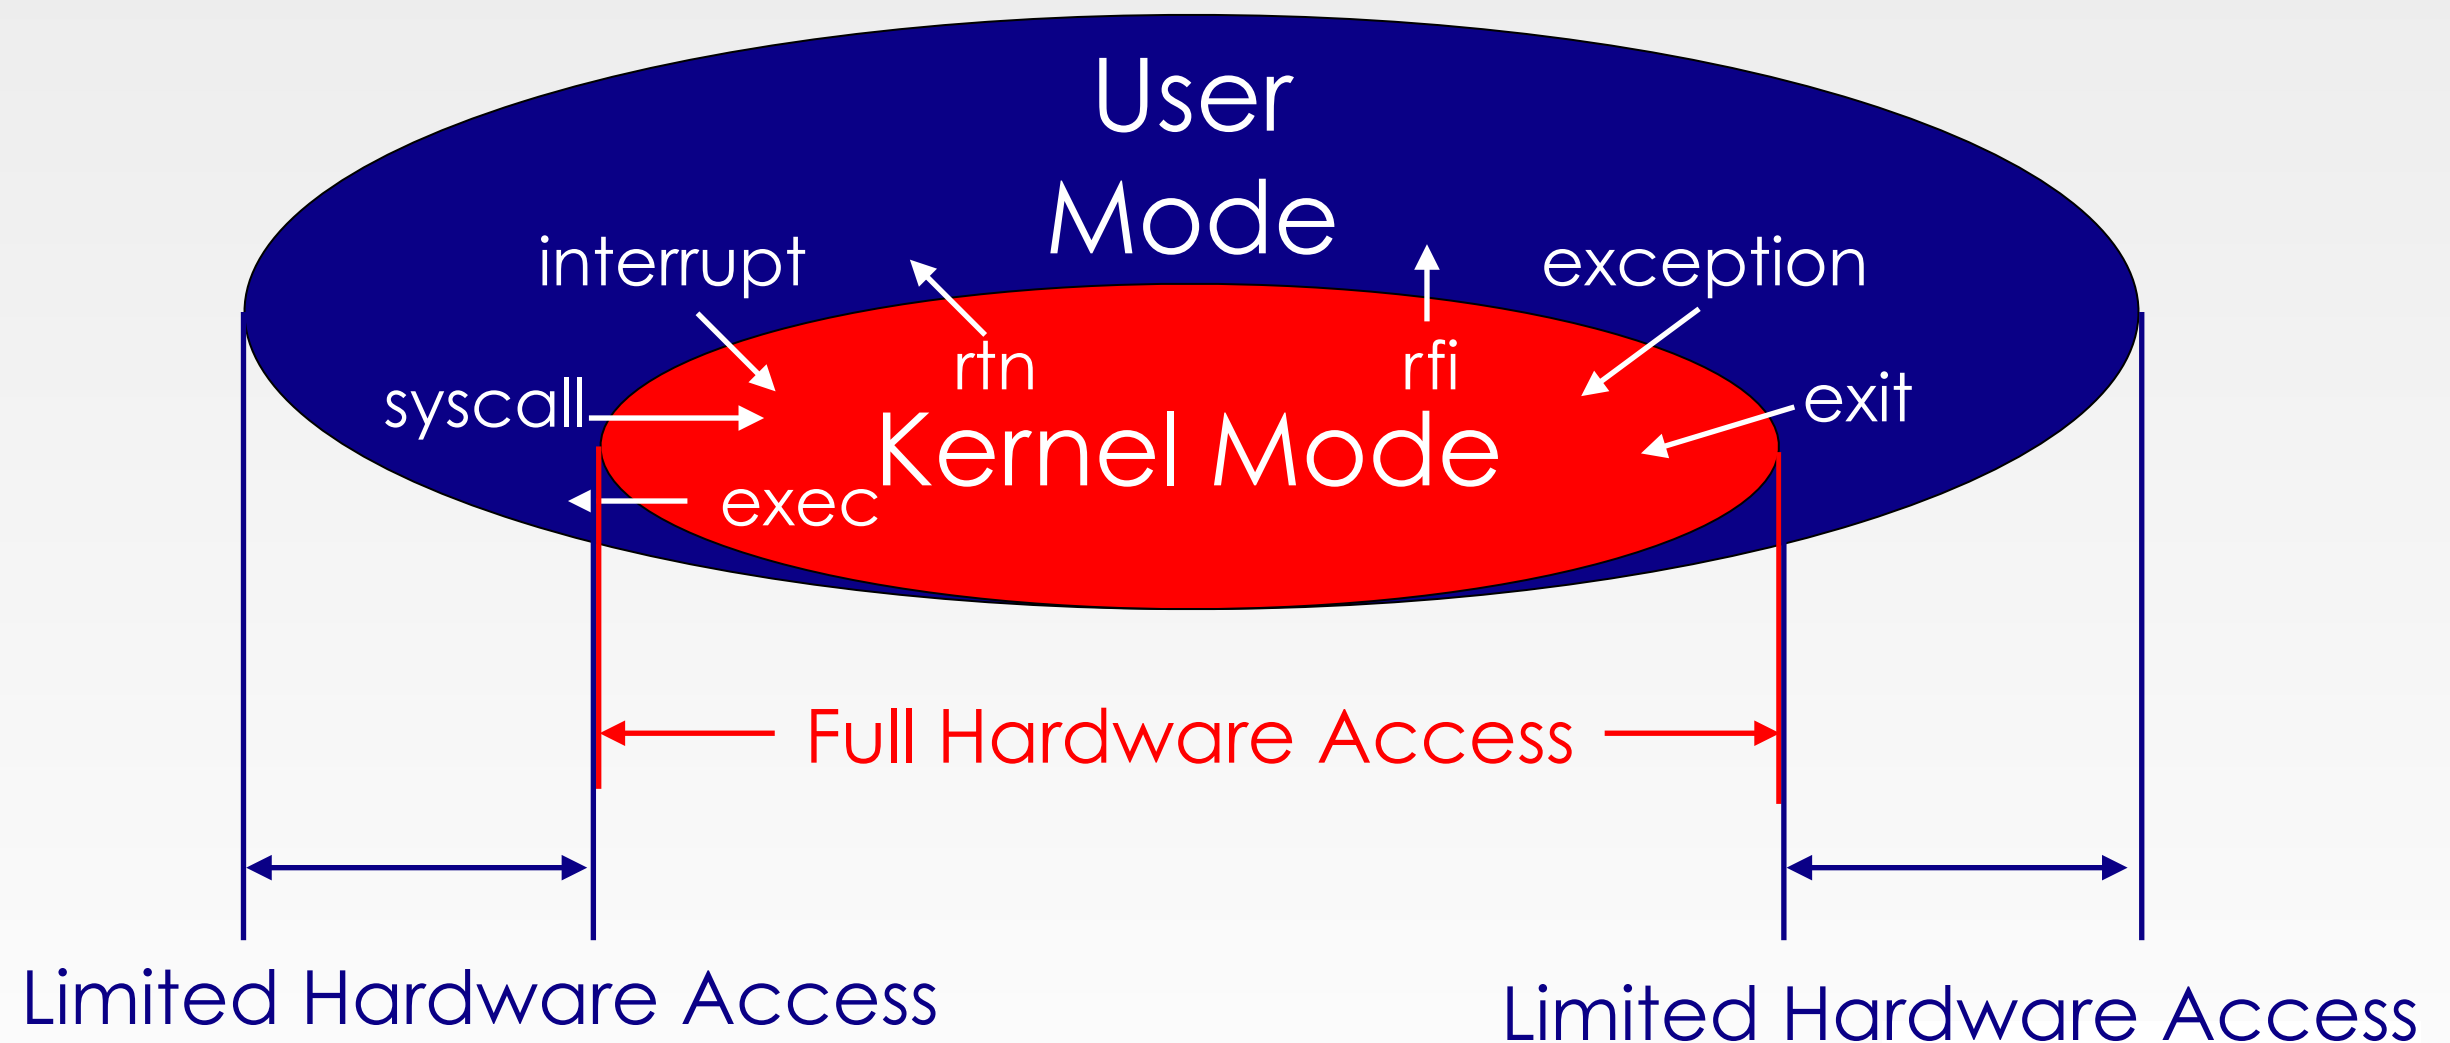 User
Mode
interrupt
exception
rtn
rfi
syscall
exit
Kernel Mode
exec
Full Hardware Access
Limited Hardware Access
Limited Hardware Access